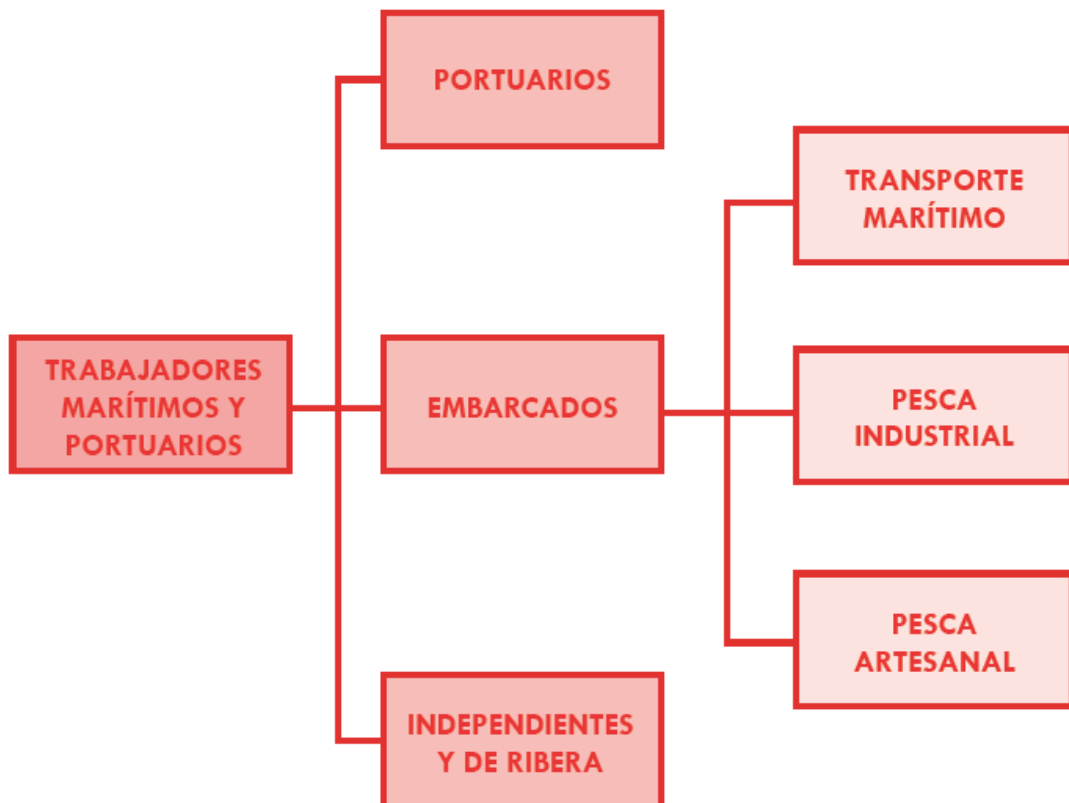 PORTUARIOS
TRANSPORTE
MARÍTIMO
TRABAJADORES
MARÍTIMOS Y
PORTUARIOS
EMBARCADOS
PESCA
INDUSTRIAL
PESCA
ARTESANAL
INDEPENDIENTES
Y DE RIBERA